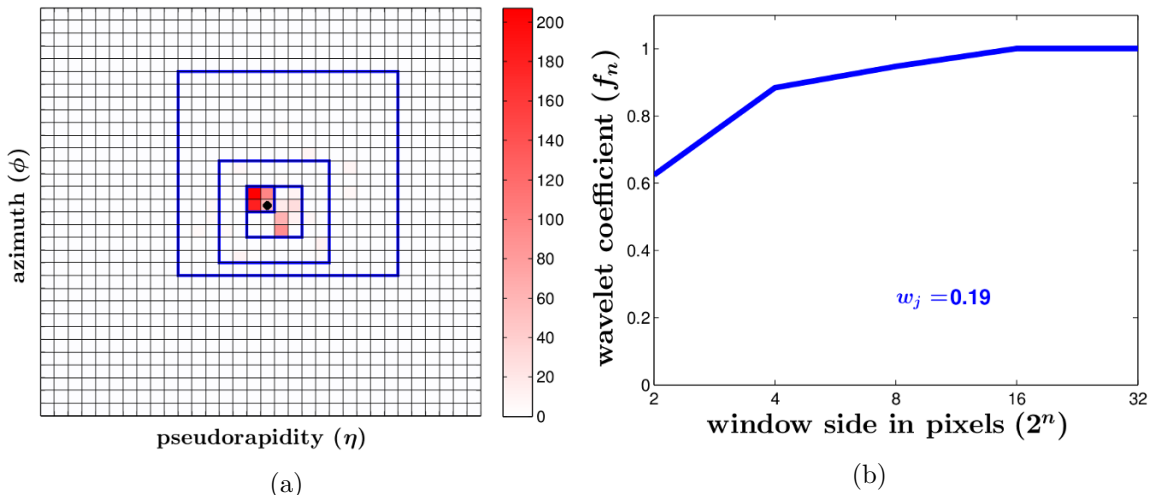 200
180
160
140
120
100
80
60
40
20
0
azimuth (ϕ)
pseudorapidity (η)
(a)
wavelet coefficient (fₙ)
1
0.8
0.6
0.4
0.2
0
wⱼ =0.19
2 4 8 16 32
window side in pixels (2ⁿ)
(b)